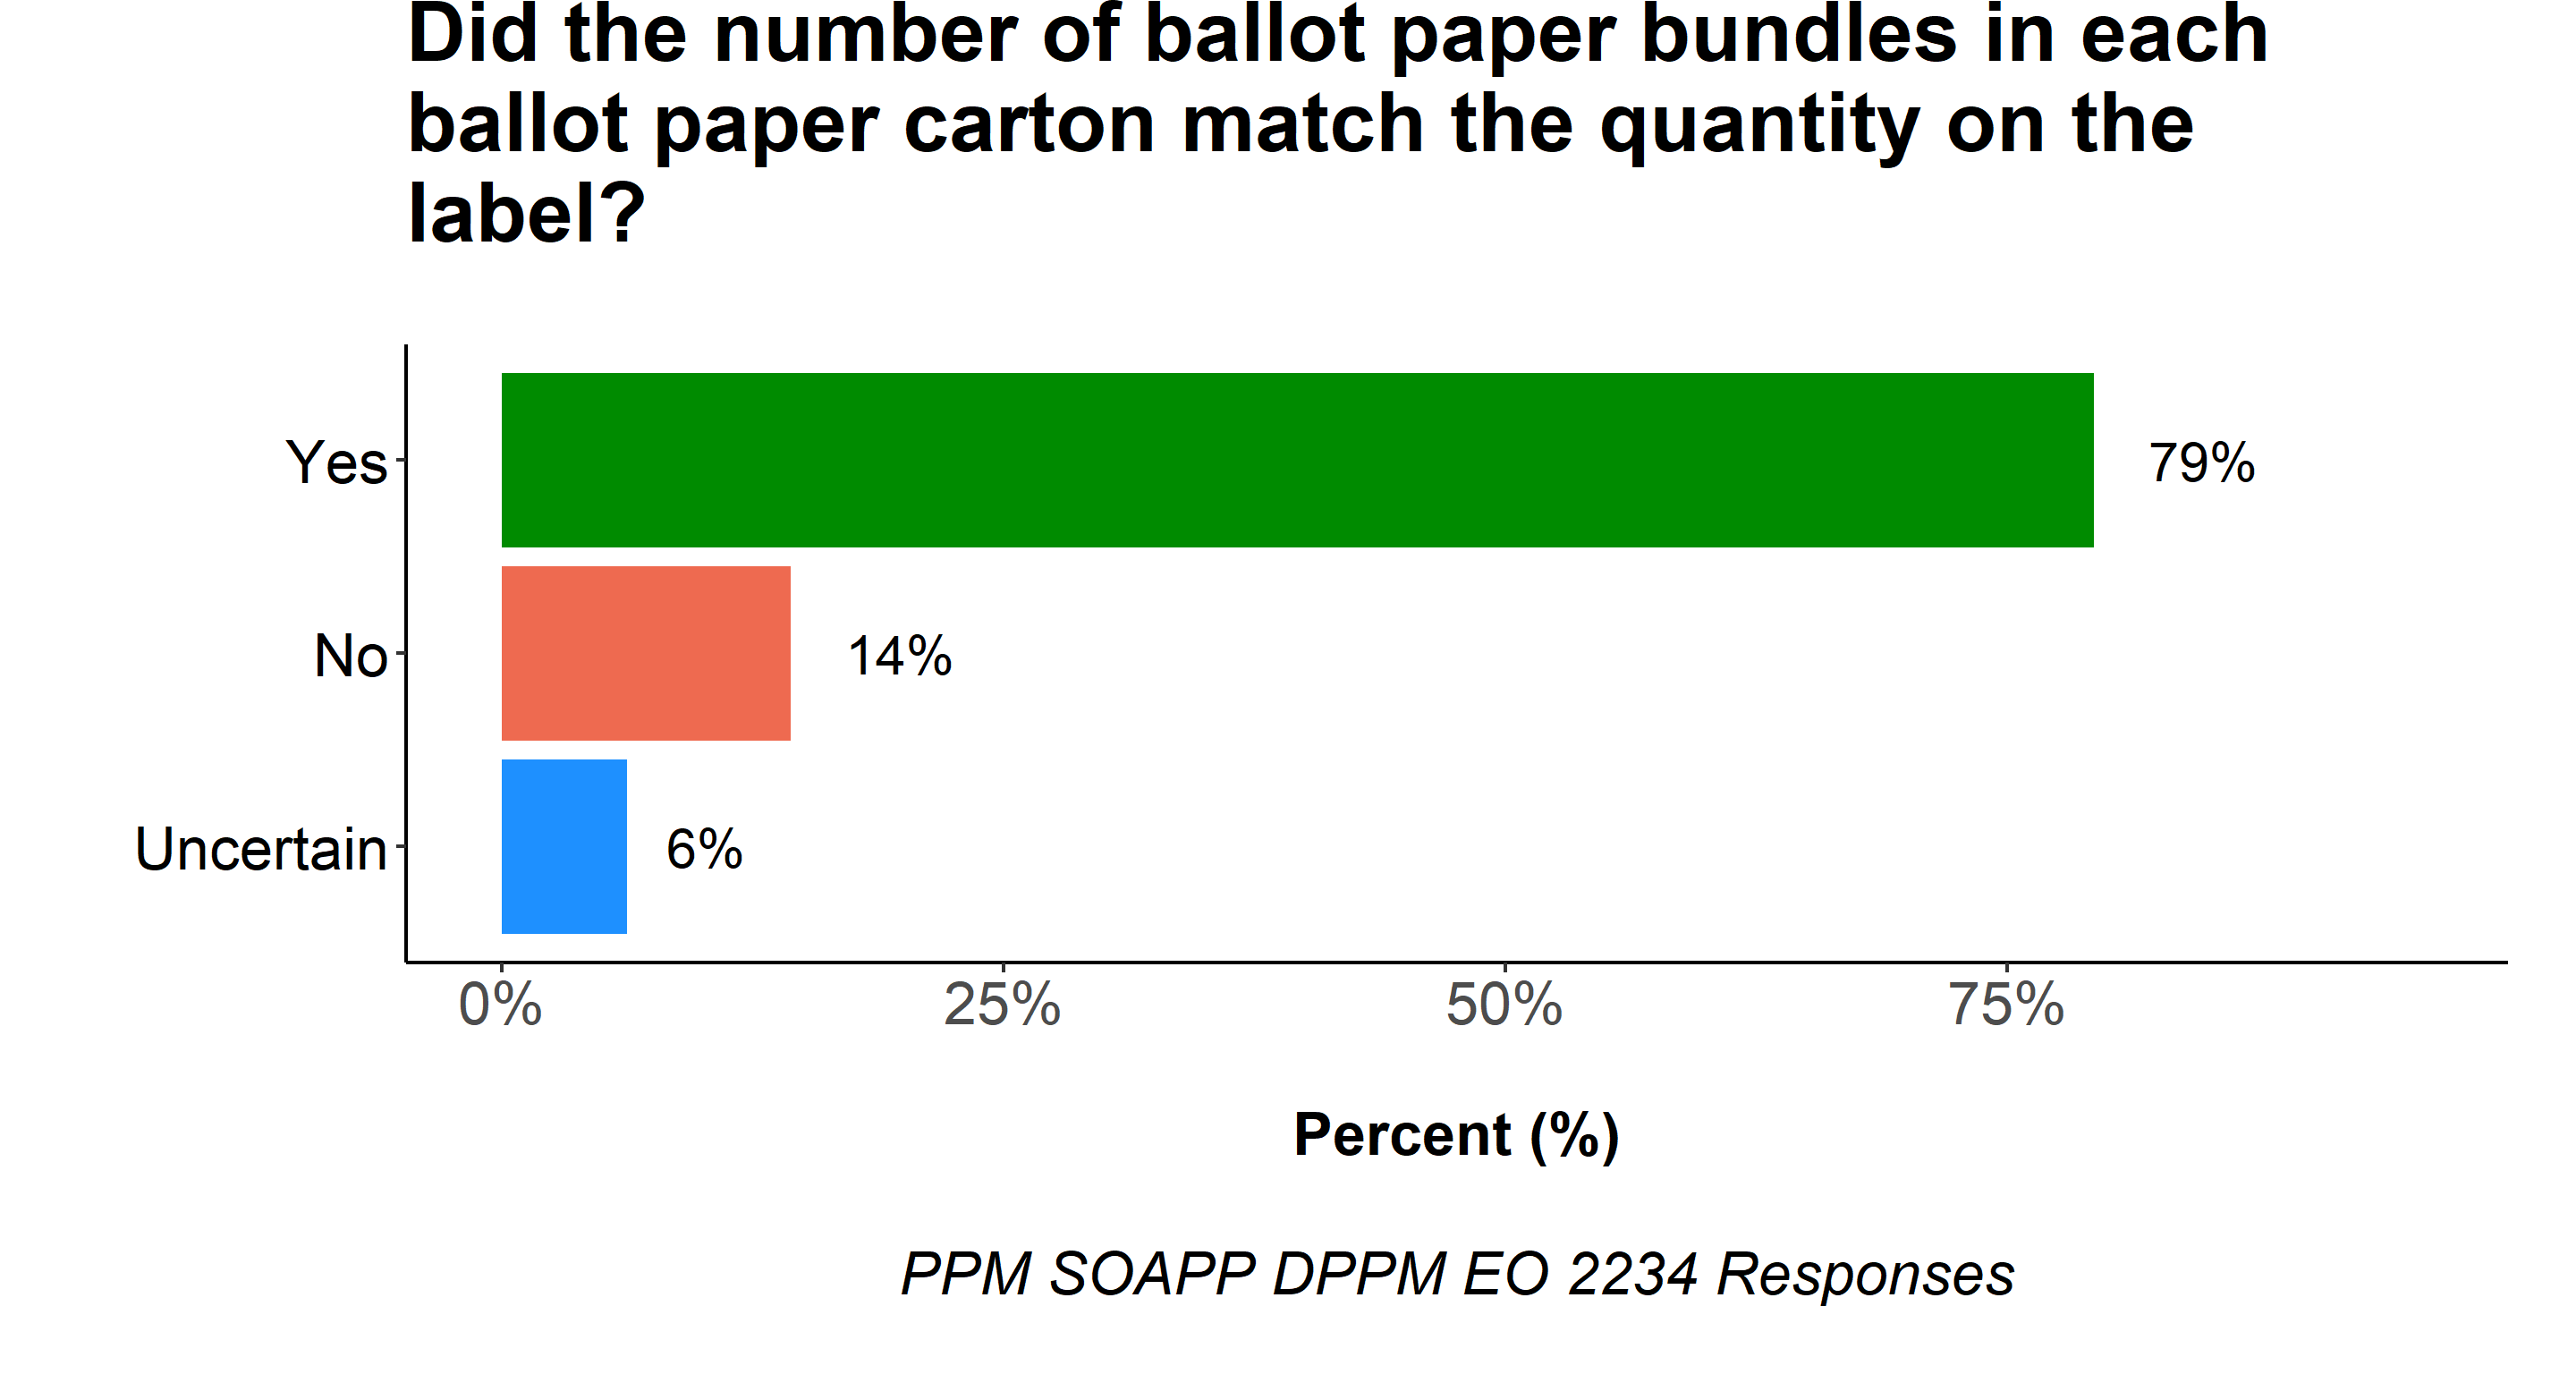 Did the number of ballot paper bundles in each
ballot paper carton match the quantity on the
label?
Yes
79%
No
14%
Uncertain
6%
0%
25%
50%
75%
Percent (%)
PPM SOAPP DPPM EO 2234 Responses